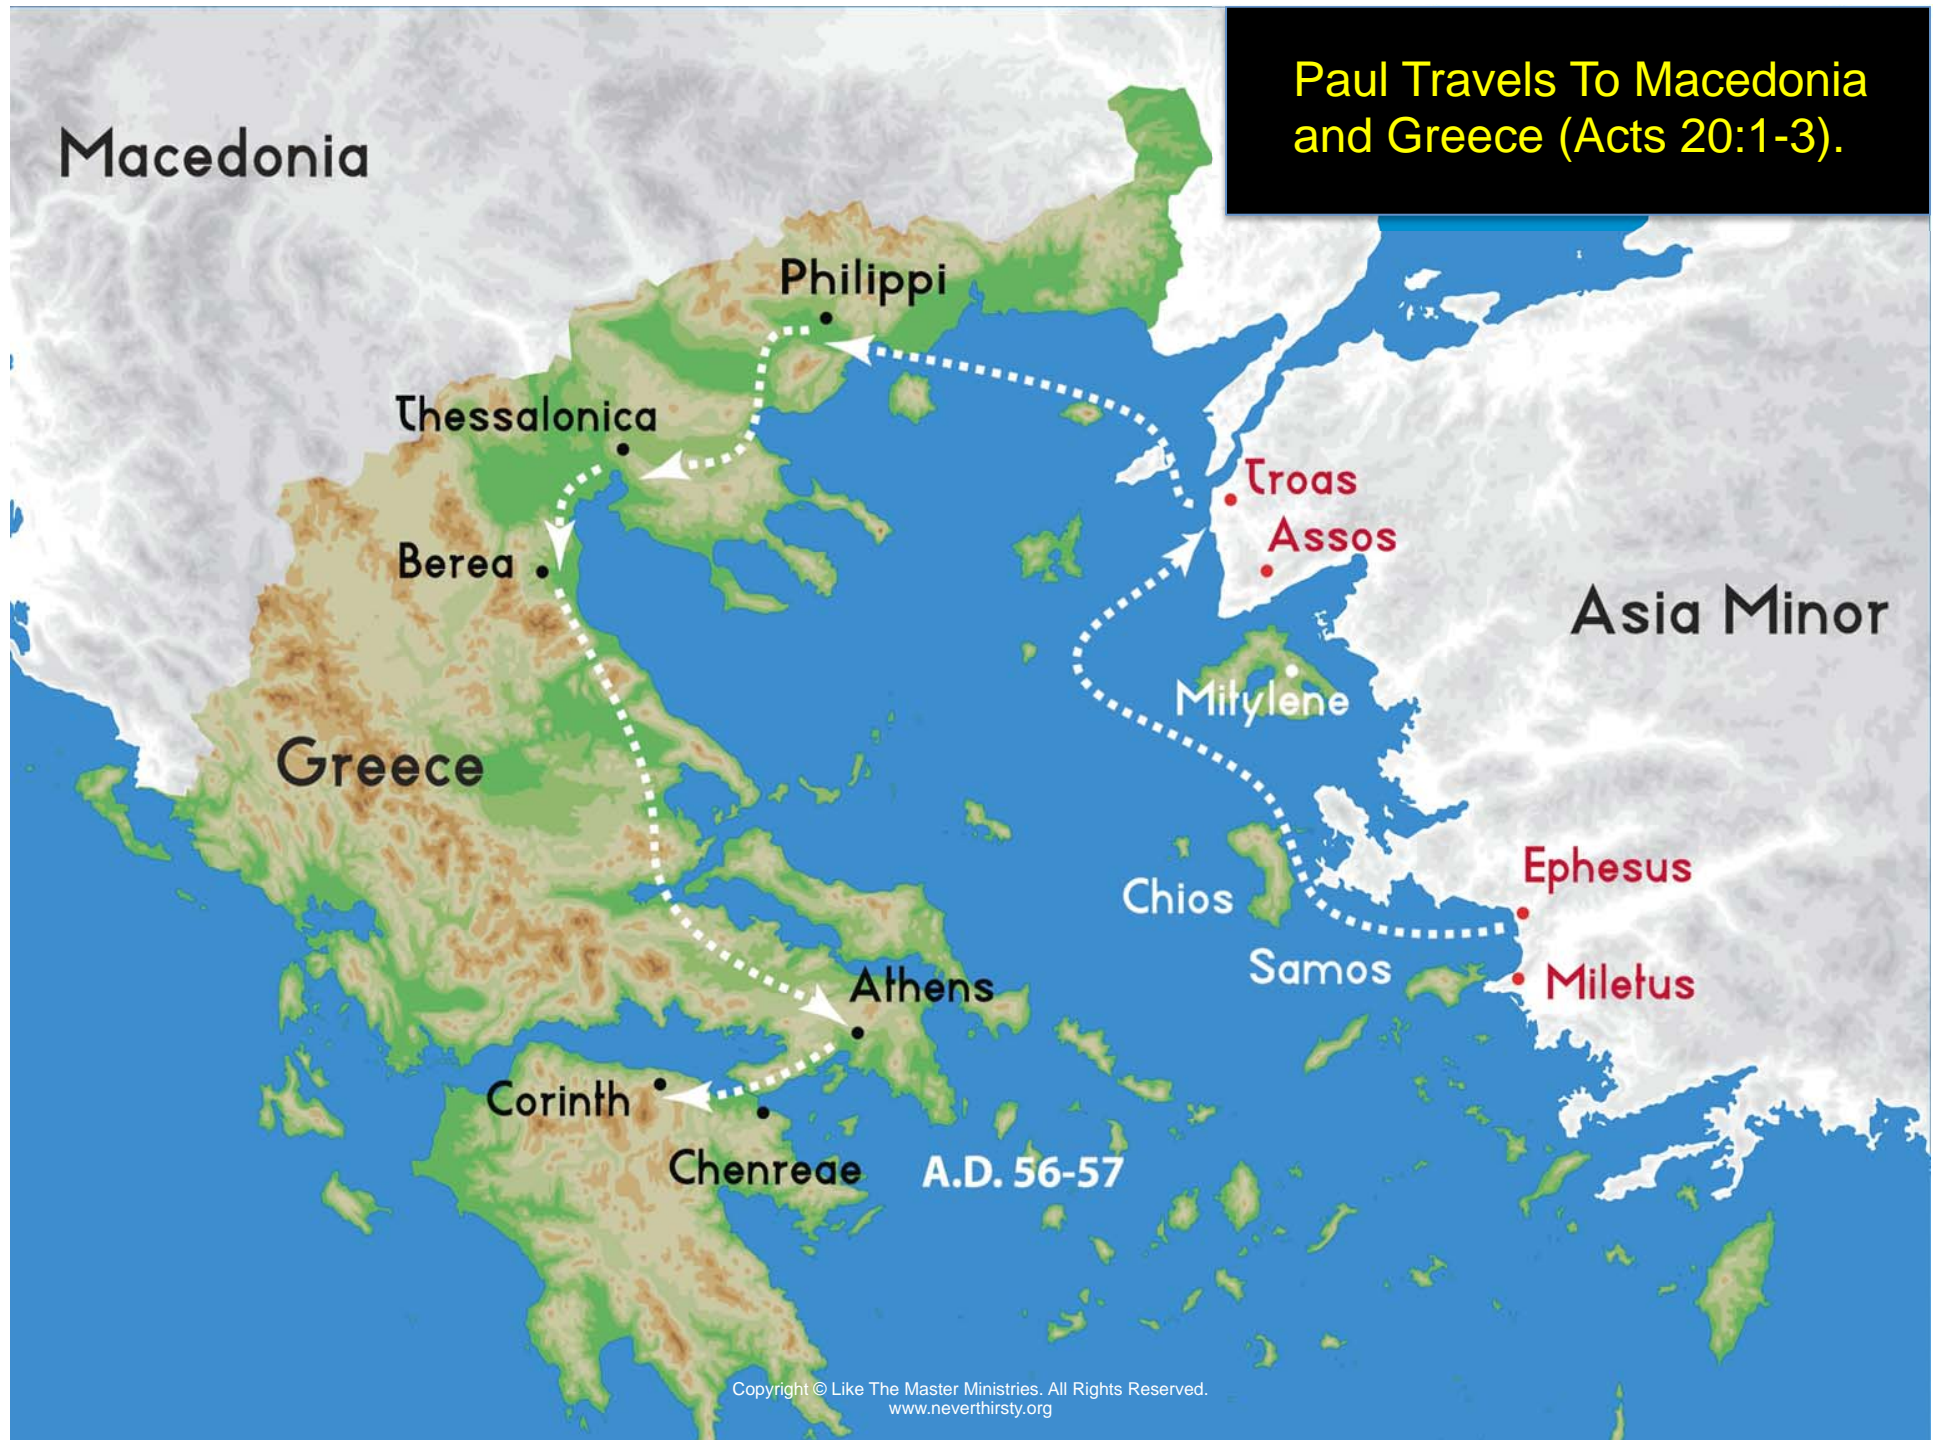 Paul Travels To Macedonia
and Greece (Acts 20:1-3).
Macedonia
Philippi
Thessalonica
Troas
Assos
Berea
Asia Minor
Mitylene
Greece
Ephesus
Chios
Samos
Miletus
Athens
Corinth
Chenreae
A.D. 56-57
Copyright © Like The Master Ministries. All Rights Reserved.
www.neverthirsty.org